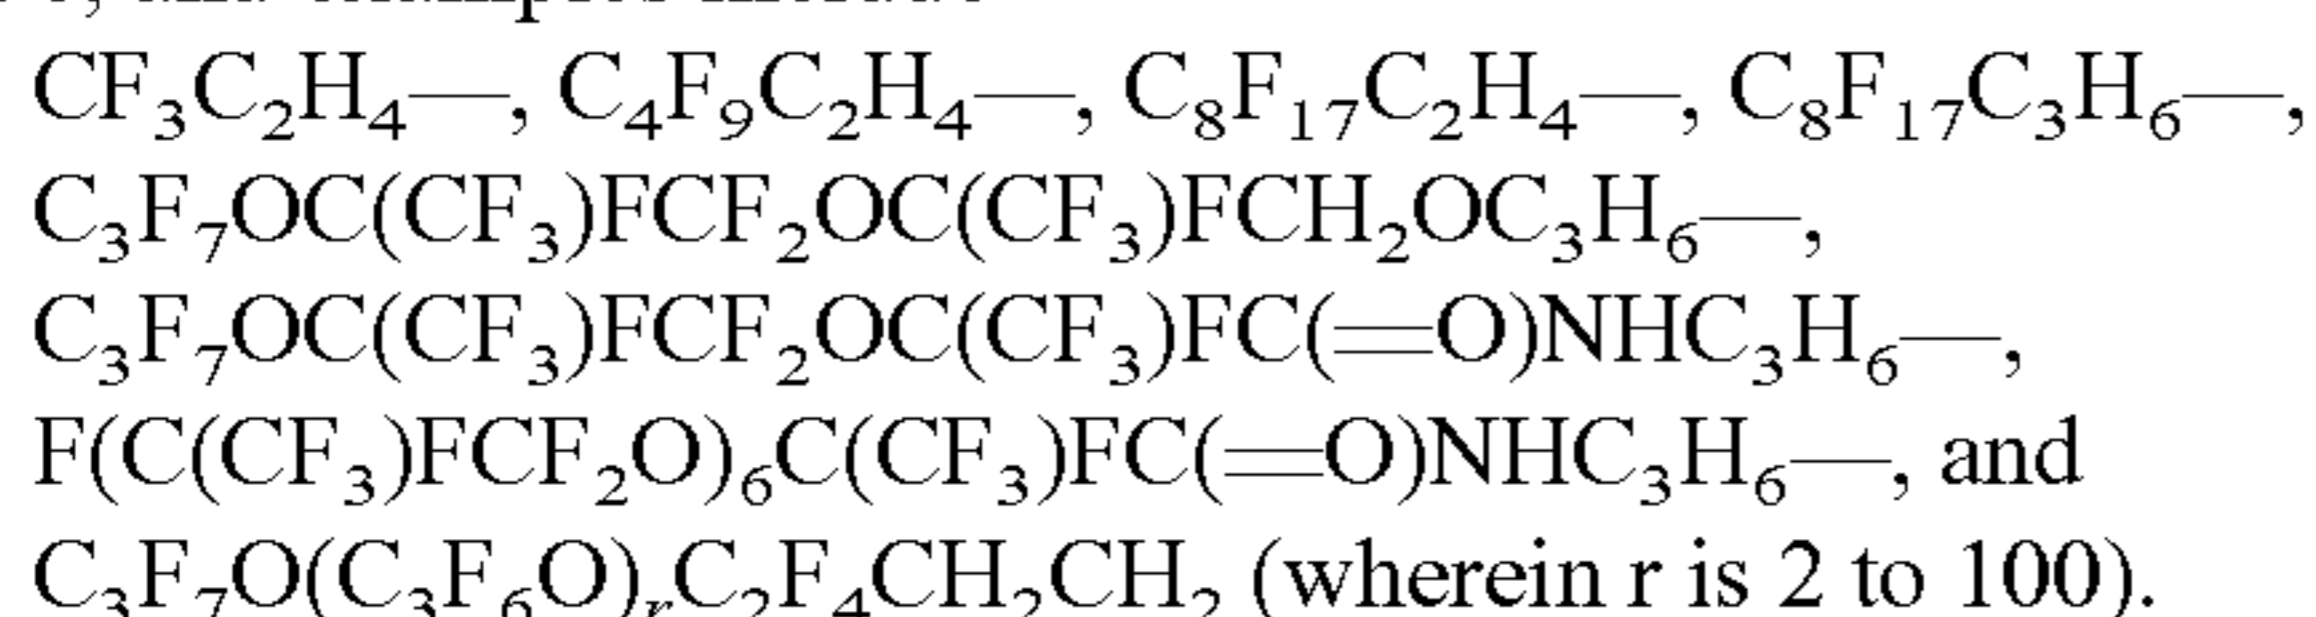 CF₃C₂H₄—, C₄F₉C₂H₄—, C₈F₁₇C₂H₄—, C₈F₁₇C₃H₆—,
C₃F₇OC(CF₃)FCF₂OC(CF₃)FCH₂OC₃H₆—,
C₃F₇OC(CF₃)FCF₂OC(CF₃)FC(=O)NHC₃H₆—,
F(C(CF₃)FCF₂O)₆C(CF₃)FC(=O)NHC₃H₆—, and
C₃F₇O(C₃F₆O)ᵣC₂F₄CH₂CH₂ (wherein r is 2 to 100).